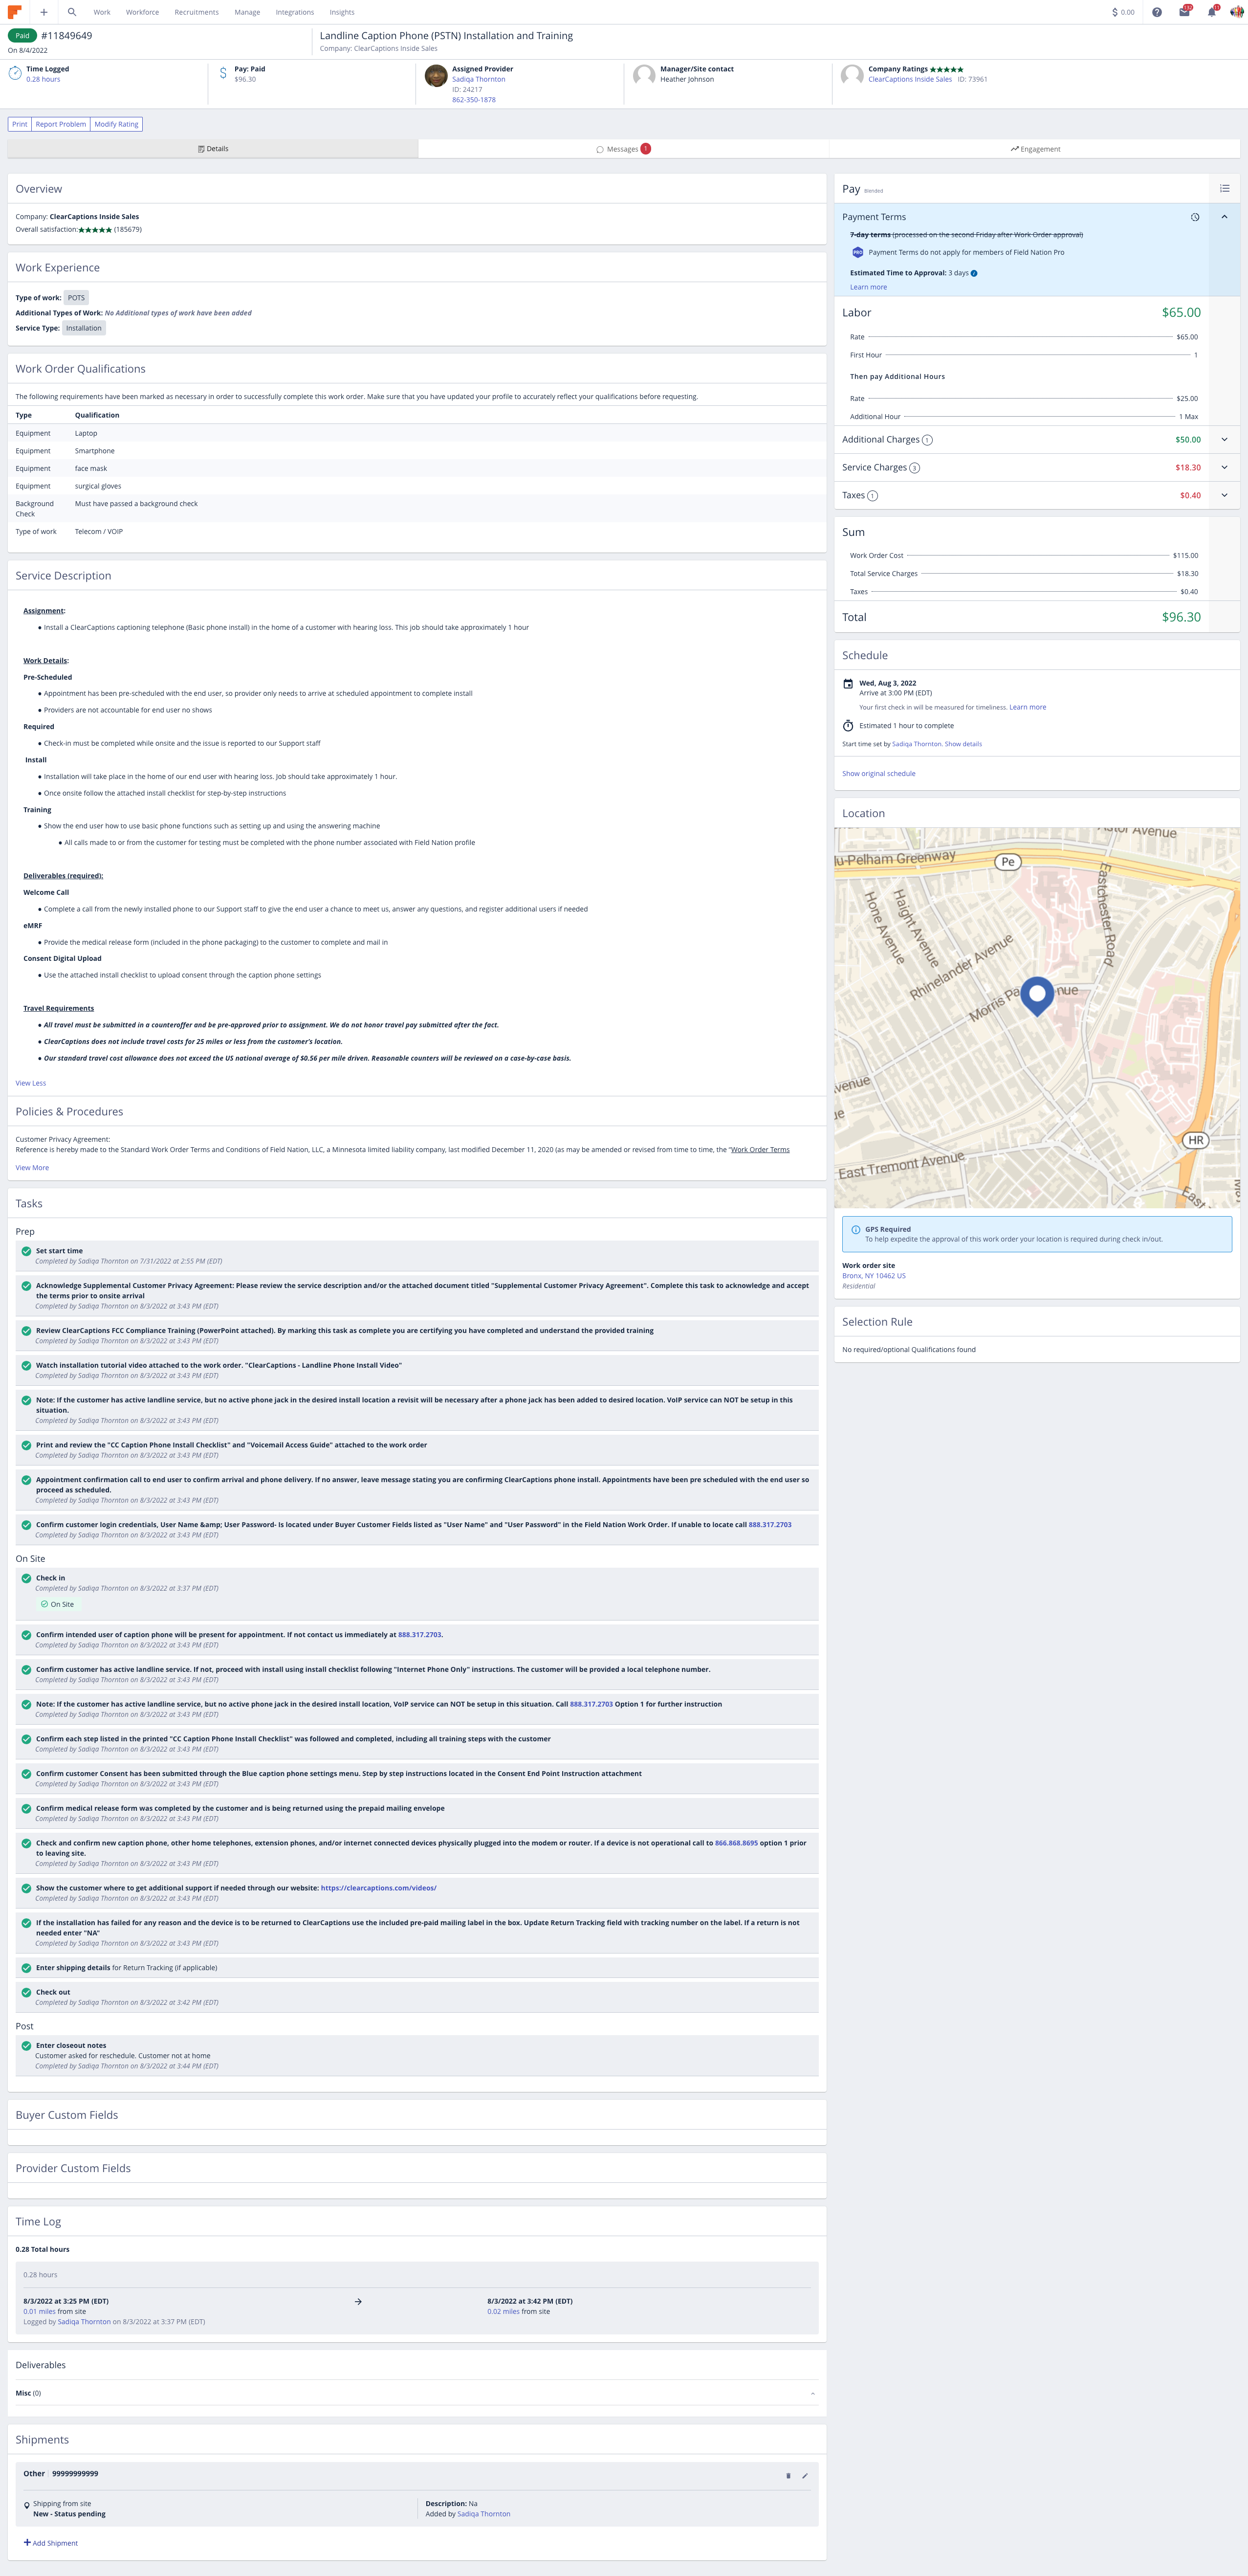 Work Workforce Recruitments Manage Integrations Insights
$ 0.00
Paid #11849649
On 8/4/2022
Landline Caption Phone (PSTN) Installation and Training
Company: ClearCaptions Inside Sales
Time Logged
0.28 hours
Pay: Paid
$96.30
Assigned Provider
Sadiqa Thornton
ID: 24217
862-350-1878
Manager/Site contact
Heather Johnson
Company Ratings
ClearCaptions Inside Sales ID: 73961
Print Report Problem Modify Rating
Details
Messages 1
Engagement
Overview
Company: ClearCaptions Inside Sales
Overall satisfaction: (185679)
Work Experience
Type of work: POTS
Additional Types of Work: No Additional types of work have been added
Service Type: Installation
Work Order Qualifications
The following requirements have been marked as necessary in order to successfully complete this work order. Make sure that you have updated your profile to accurately reflect your qualifications before requesting.
Type Qualification
Equipment Laptop
Equipment Smartphone
Equipment face mask
Equipment surgical gloves
Background Must have passed a background check
Check
Type of work Telecom / VOIP
Service Description
Assignment:
● Install a ClearCaptions captioning telephone (Basic phone install) in the home of a customer with hearing loss. This job should take approximately 1 hour
Work Details:
Pre-Scheduled
● Appointment has been pre-scheduled with the end user, so provider only needs to arrive at scheduled appointment to complete install
● Providers are not accountable for end user no shows
Required
● Check-in must be completed while onsite and the issue is reported to our Support staff
Install
● Installation will take place in the home of our end user with hearing loss. Job should take approximately 1 hour.
● Once onsite follow the attached install checklist for step-by-step instructions
Training
● Show the end user how to use basic phone functions such as setting up and using the answering machine
● All calls made to or from the customer for testing must be completed with the phone number associated with Field Nation profile
Deliverables (required):
Welcome Call
● Complete a call from the newly installed phone to our Support staff to give the end user a chance to meet us, answer any questions, and register additional users if needed
eMRF
● Provide the medical release form (included in the phone packaging) to the customer to complete and mail in
Consent Digital Upload
● Use the attached install checklist to upload consent through the caption phone settings
Travel Requirements
● All travel must be submitted in a counteroffer and be pre-approved prior to assignment. We do not honor travel pay submitted after the fact.
● ClearCaptions does not include travel costs for 25 miles or less from the customer's location.
● Our standard travel cost allowance does not exceed the US national average of $0.56 per mile driven. Reasonable counters will be reviewed on a case-by-case basis.
View Less
Policies & Procedures
Customer Privacy Agreement:
Reference is hereby made to the Standard Work Order Terms and Conditions of Field Nation, LLC, a Minnesota limited liability company, last modified December 11, 2020 (as may be amended or revised from time to time, the "Work Order Terms
View More
Tasks
Prep
Set start time
Completed by Sadiqa Thornton on 7/31/2022 at 2:55 PM (EDT)
Acknowledge Supplemental Customer Privacy Agreement: Please review the service description and/or the attached document titled "Supplemental Customer Privacy Agreement". Complete this task to acknowledge and accept
the terms prior to onsite arrival
Completed by Sadiqa Thornton on 8/3/2022 at 3:43 PM (EDT)
Review ClearCaptions FCC Compliance Training (PowerPoint attached). By marking this task as complete you are certifying you have completed and understand the provided training
Completed by Sadiqa Thornton on 8/3/2022 at 3:43 PM (EDT)
Watch installation tutorial video attached to the work order. "ClearCaptions - Landline Phone Install Video"
Completed by Sadiqa Thornton on 8/3/2022 at 3:43 PM (EDT)
Note: If the customer has active landline service, but no active phone jack in the desired install location a revisit will be necessary after a phone jack has been added to desired location. VoIP service can NOT be setup in this
situation.
Completed by Sadiqa Thornton on 8/3/2022 at 3:43 PM (EDT)
Print and review the "CC Caption Phone Install Checklist" and "Voicemail Access Guide" attached to the work order
Completed by Sadiqa Thornton on 8/3/2022 at 3:43 PM (EDT)
Appointment confirmation call to end user to confirm arrival and phone delivery. If no answer, leave message stating you are confirming ClearCaptions phone install. Appointments have been pre scheduled with the end user so
proceed as scheduled.
Completed by Sadiqa Thornton on 8/3/2022 at 3:43 PM (EDT)
Confirm customer login credentials, User Name &amp; User Password- Is located under Buyer Customer Fields listed as "User Name" and "User Password" in the Field Nation Work Order. If unable to locate call 888.317.2703
Completed by Sadiqa Thornton on 8/3/2022 at 3:43 PM (EDT)
On Site
Check in
Completed by Sadiqa Thornton on 8/3/2022 at 3:37 PM (EDT)
On Site
Confirm intended user of caption phone will be present for appointment. If not contact us immediately at 888.317.2703.
Completed by Sadiqa Thornton on 8/3/2022 at 3:43 PM (EDT)
Confirm customer has active landline service. If not, proceed with install using install checklist following "Internet Phone Only" instructions. The customer will be provided a local telephone number.
Completed by Sadiqa Thornton on 8/3/2022 at 3:43 PM (EDT)
Note: If the customer has active landline service, but no active phone jack in the desired install location, VoIP service can NOT be setup in this situation. Call 888.317.2703 Option 1 for further instruction
Completed by Sadiqa Thornton on 8/3/2022 at 3:43 PM (EDT)
Confirm each step listed in the printed "CC Caption Phone Install Checklist" was followed and completed, including all training steps with the customer
Completed by Sadiqa Thornton on 8/3/2022 at 3:43 PM (EDT)
Confirm customer Consent has been submitted through the Blue caption phone settings menu. Step by step instructions located in the Consent End Point Instruction attachment
Completed by Sadiqa Thornton on 8/3/2022 at 3:43 PM (EDT)
Confirm medical release form was completed by the customer and is being returned using the prepaid mailing envelope
Completed by Sadiqa Thornton on 8/3/2022 at 3:43 PM (EDT)
Check and confirm new caption phone, other home telephones, extension phones, and/or internet connected devices physically plugged into the modem or router. If a device is not operational call to 866.868.8695 option 1 prior
to leaving site.
Completed by Sadiqa Thornton on 8/3/2022 at 3:43 PM (EDT)
Show the customer where to get additional support if needed through our website: https://clearcaptions.com/videos/
Completed by Sadiqa Thornton on 8/3/2022 at 3:43 PM (EDT)
If the installation has failed for any reason and the device is to be returned to ClearCaptions use the included pre-paid mailing label in the box. Update Return Tracking field with tracking number on the label. If a return is not
needed enter "NA"
Completed by Sadiqa Thornton on 8/3/2022 at 3:43 PM (EDT)
Enter shipping details for Return Tracking (if applicable)
Check out
Completed by Sadiqa Thornton on 8/3/2022 at 3:42 PM (EDT)
Post
Enter closeout notes
Customer asked for reschedule. Customer not at home
Completed by Sadiqa Thornton on 8/3/2022 at 3:44 PM (EDT)
Buyer Custom Fields
Provider Custom Fields
Time Log
0.28 Total hours
0.28 hours
8/3/2022 at 3:25 PM (EDT) 8/3/2022 at 3:42 PM (EDT)
0.01 miles from site 0.02 miles from site
Logged by Sadiqa Thornton on 8/3/2022 at 3:37 PM (EDT)
Deliverables
Misc (0)
Shipments
Other 99999999999
Shipping from site
New - Status pending
Description: Na
Added by Sadiqa Thornton
Add Shipment
Pay Blended
Payment Terms
7-day terms (processed on the second Friday after Work Order approval)
PRO Payment Terms do not apply for members of Field Nation Pro
Estimated Time to Approval: 3 days
Learn more
Labor $65.00
Rate $65.00
First Hour 1
Then pay Additional Hours
Rate $25.00
Additional Hour 1 Max
Additional Charges 1 $50.00
Service Charges 3 $18.30
Taxes 1 $0.40
Sum
Work Order Cost $115.00
Total Service Charges $18.30
Taxes $0.40
Total $96.30
Schedule
Wed, Aug 3, 2022
Arrive at 3:00 PM (EDT)
Your first check in will be measured for timeliness. Learn more
Estimated 1 hour to complete
Start time set by Sadiqa Thornton. Show details
Show original schedule
Location
Astor Avenue
Pelham Greenway
Pe
Eastchester Road
Hone Avenue
Haight Avenue
Rhinelander Avenue
Morris Pa nue
HR
East Tremont Avenue
GPS Required
To help expedite the approval of this work order your location is required during check in/out.
Work order site
Bronx, NY 10462 US
Residential
Selection Rule
No required/optional Qualifications found